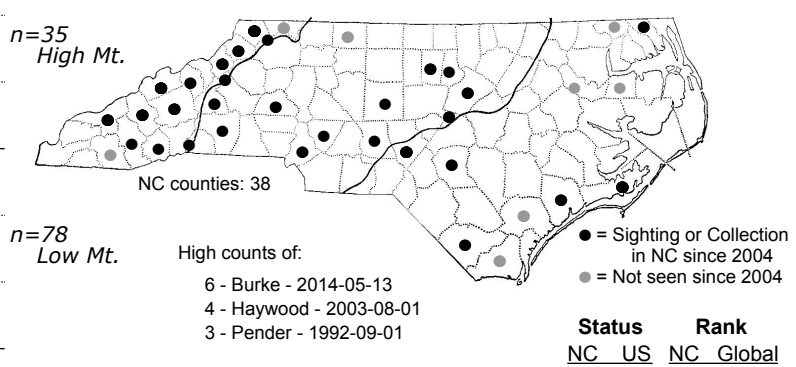 n=35
High Mt.
NC counties: 38
n=78
Low Mt.
High counts of:
6 - Burke - 2014-05-13
4 - Haywood - 2003-08-01
3 - Pender - 1992-09-01
= Sighting or Collection
in NC since 2004
= Not seen since 2004
Status Rank
NC US NC Global